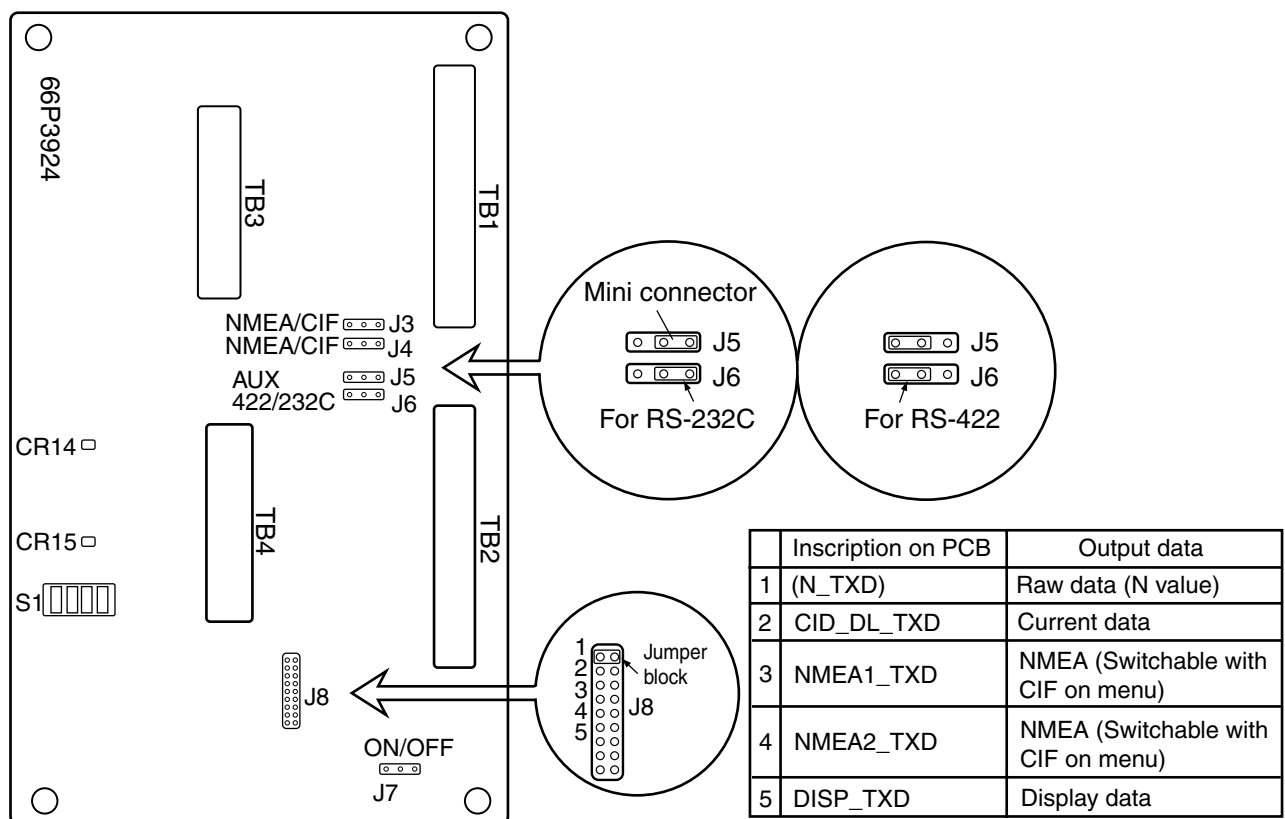 66P3924
TB3
TB1
NMEA/CIF J3
NMEA/CIF J4
AUX J5
422/232C J6
CR14
CR15
S1
TB4
TB2
J8
ON/OFF
J7
Mini connector
J5
J6
For RS-232C
J5
J6
For RS-422
1
2
3
4
5
Jumper
block
J8
Inscription on PCB Output data
1 (N_TXD) Raw data (N value)
2 CID_DL_TXD Current data
3 NMEA1_TXD NMEA (Switchable with
CIF on menu)
4 NMEA2_TXD NMEA (Switchable with
CIF on menu)
5 DISP_TXD Display data